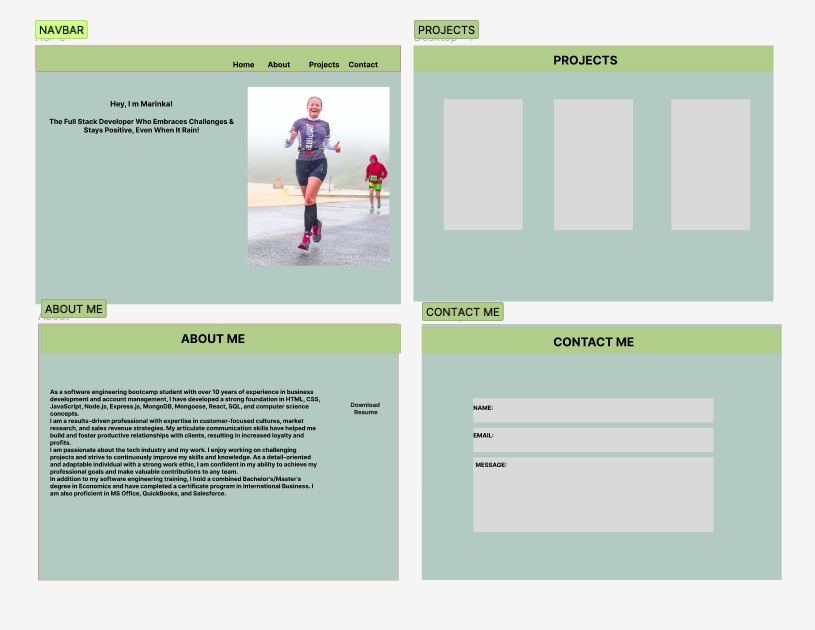 NAVBAR
Home About Projects Contact
Hey, I m Marinka!
The Full Stack Developer Who Embraces Challenges &
Stays Positive, Even When It Rain!
PROJECTS
PROJECTS
ABOUT ME
ABOUT ME
As a software engineering bootcamp student with over 10 years of experience in business
development and account management, I have developed a strong foundation in HTML, CSS,
JavaScript, Node.js, Express.js, MongoDB, Mongoose, React, SQL, and computer science
concepts.
I am a results-driven professional with expertise in customer-focused cultures, market
research, and sales revenue strategies. My articulate communication skills have helped me
build and foster productive relationships with clients, resulting in increased loyalty and
profits.
I am passionate about the tech industry and my work. I enjoy working on challenging
projects and strive to continuously improve my skills and knowledge. As a detail-oriented
and adaptable individual with a strong work ethic, I am confident in my ability to achieve my
professional goals and make valuable contributions to any team.
In addition to my software engineering training, I hold a combined Bachelor's/Master's
degree in Economics and have completed a certificate program in International Business. I
am also proficient in MS Office, QuickBooks, and Salesforce.
Download
Resume
CONTACT ME
CONTACT ME
NAME:
EMAIL:
MESSAGE: